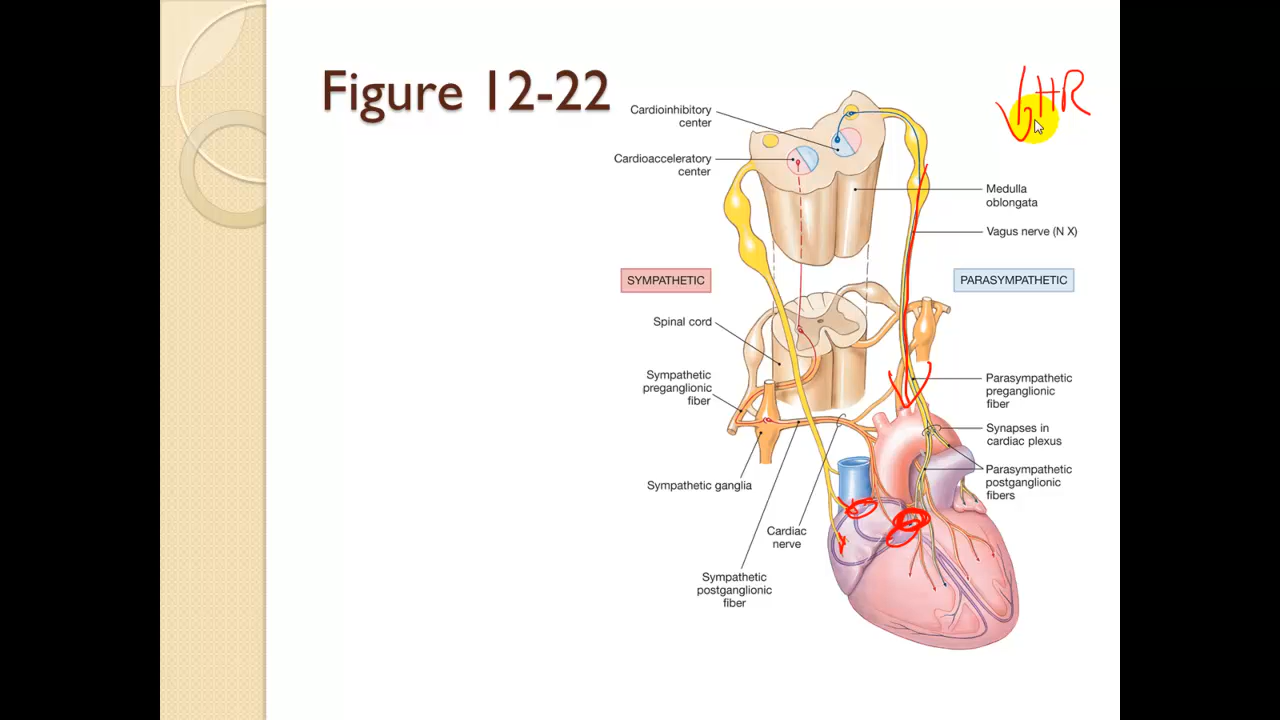 Figure 12-22
HR
Cardioinhibitory
center
Cardioacceleratory
center
Medulla
oblongata
Vagus nerve (N X)
SYMPATHETIC
PARASYMPATHETIC
Spinal cord
Sympathetic
preganglionic
fiber
Parasympathetic
preganglionic
fiber
Synapses in
cardiac plexus
Sympathetic ganglia
Parasympathetic
postganglionic
fibers
Cardiac
nerve
Sympathetic
postganglionic
fiber